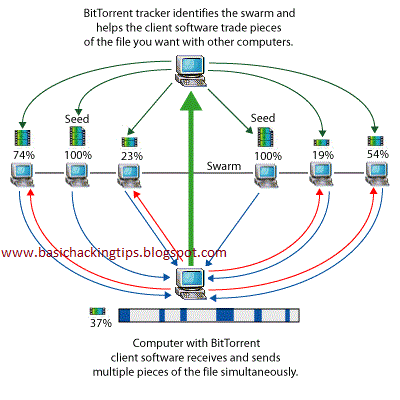 BitTorrent tracker identifies the swarm and
helps the client software trade pieces
of the file you want with other computers.
Seed
Seed
74%
100%
23%
100%
19%
54%
Swarm
www.basichackingtips.blogspot.com
37%
Computer with BitTorrent
client software receives and sends
multiple pieces of the file simultaneously.